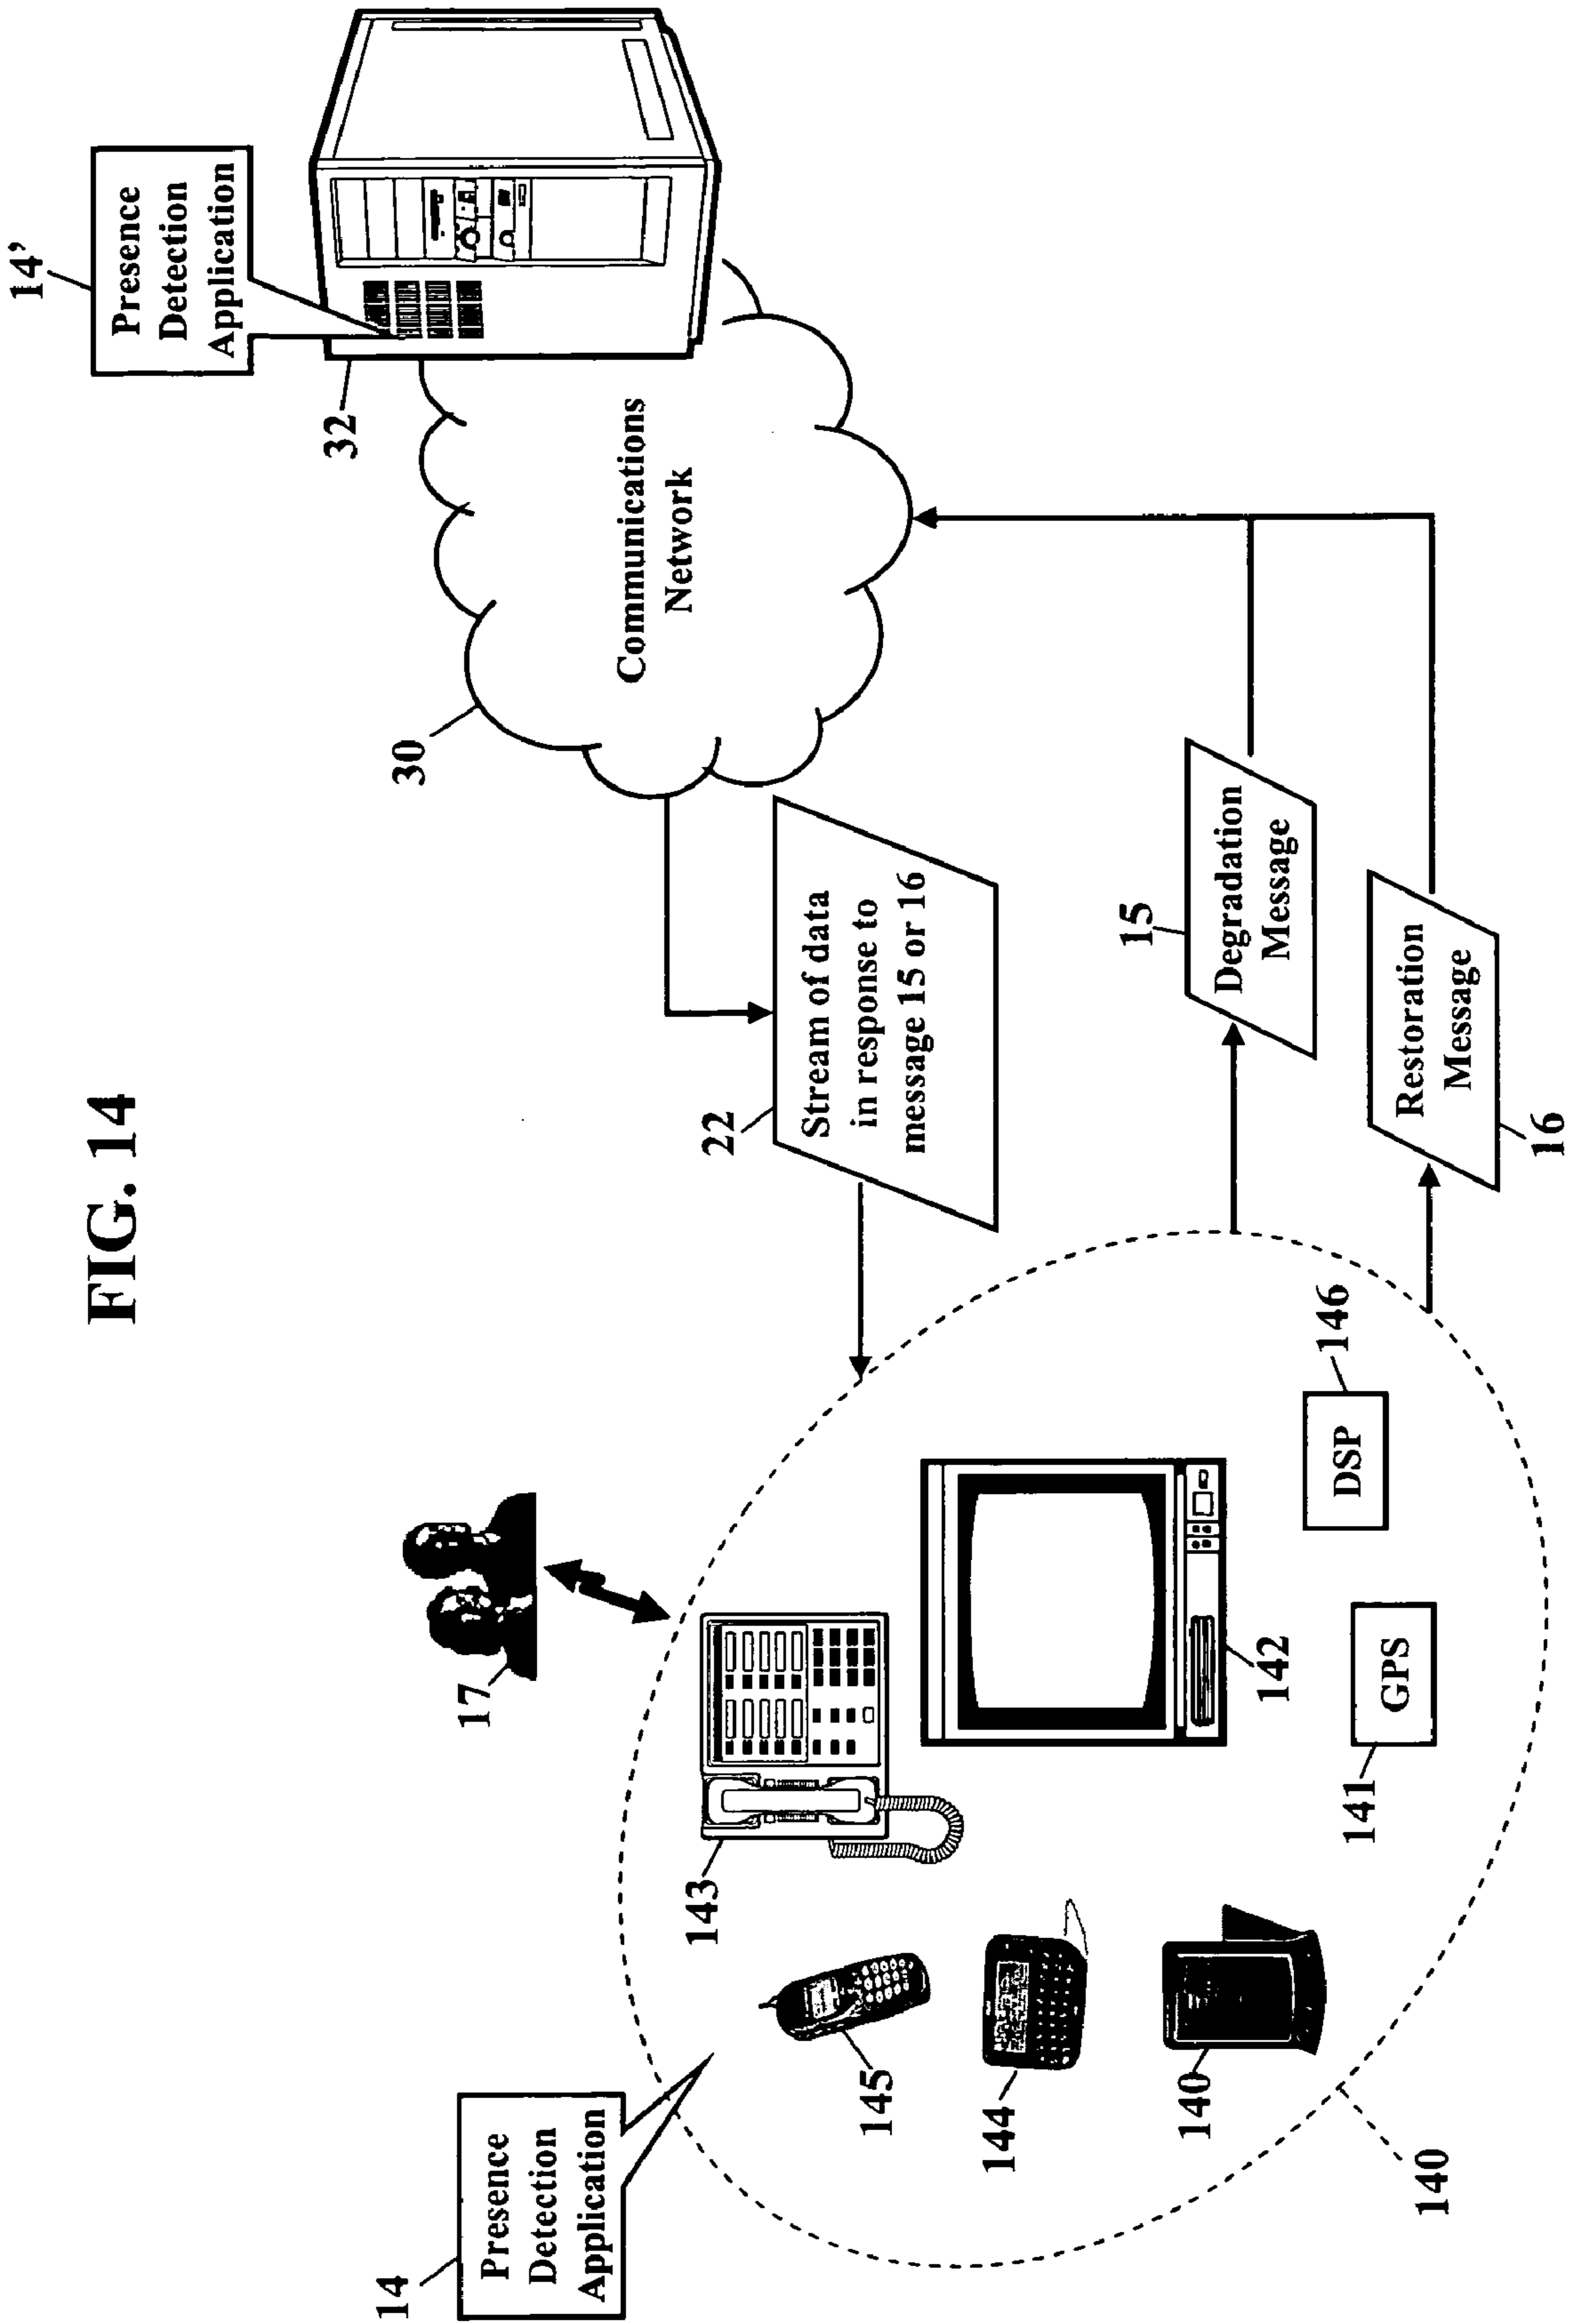 FIG. 14
14'
Presence
Detection
Application
32
30
Communications
Network
22
Stream of data
in response to
message 15 or 16
15
Degradation
Message
Restoration
Message
16
17
14
Presence
Detection
Application
143
145
144
140
142
146
DSP
141
GPS
140